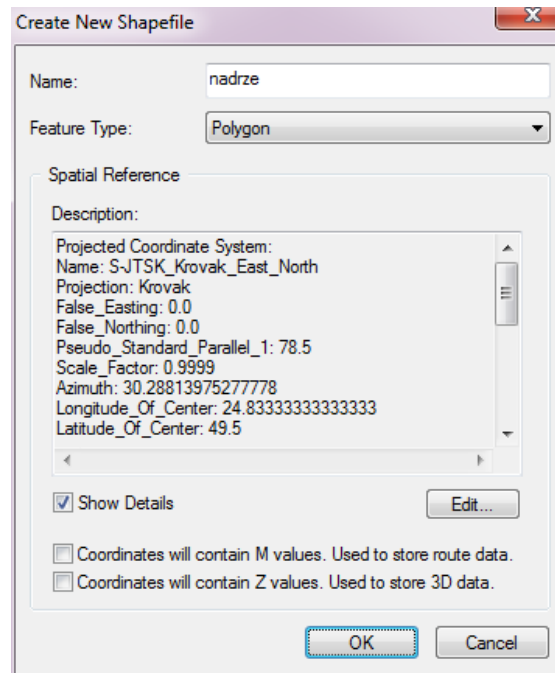 Create New Shapefile
Name:
nadrze
Feature Type:
Polygon
Spatial Reference
Description:
Projected Coordinate System:
Name: S-JTSK_Krovak_East_North
Projection: Krovak
False_Easting: 0.0
False_Northing: 0.0
Pseudo_Standard_Parallel_1: 78.5
Scale_Factor: 0.9999
Azimuth: 30.28813975277778
Longitude_Of_Center: 24.83333333333333
Latitude_Of_Center: 49.5
Show Details
Edit...
Coordinates will contain M values. Used to store route data.
Coordinates will contain Z values. Used to store 3D data.
OK
Cancel